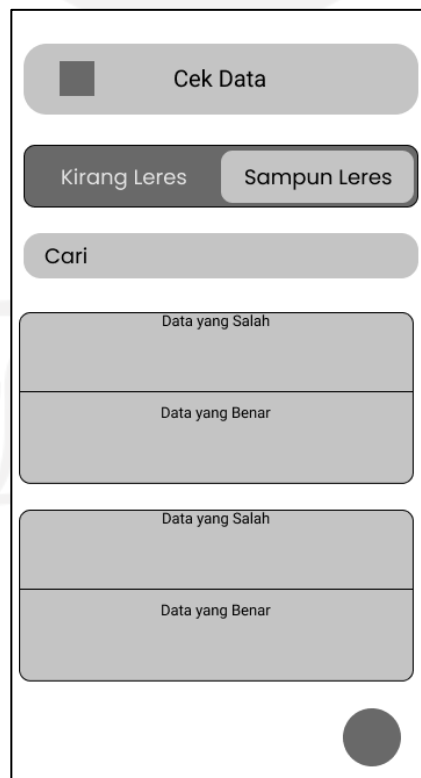 Cek Data
Kirang Leres Sampun Leres
Cari
Data yang Salah
Data yang Benar
Data yang Salah
Data yang Benar